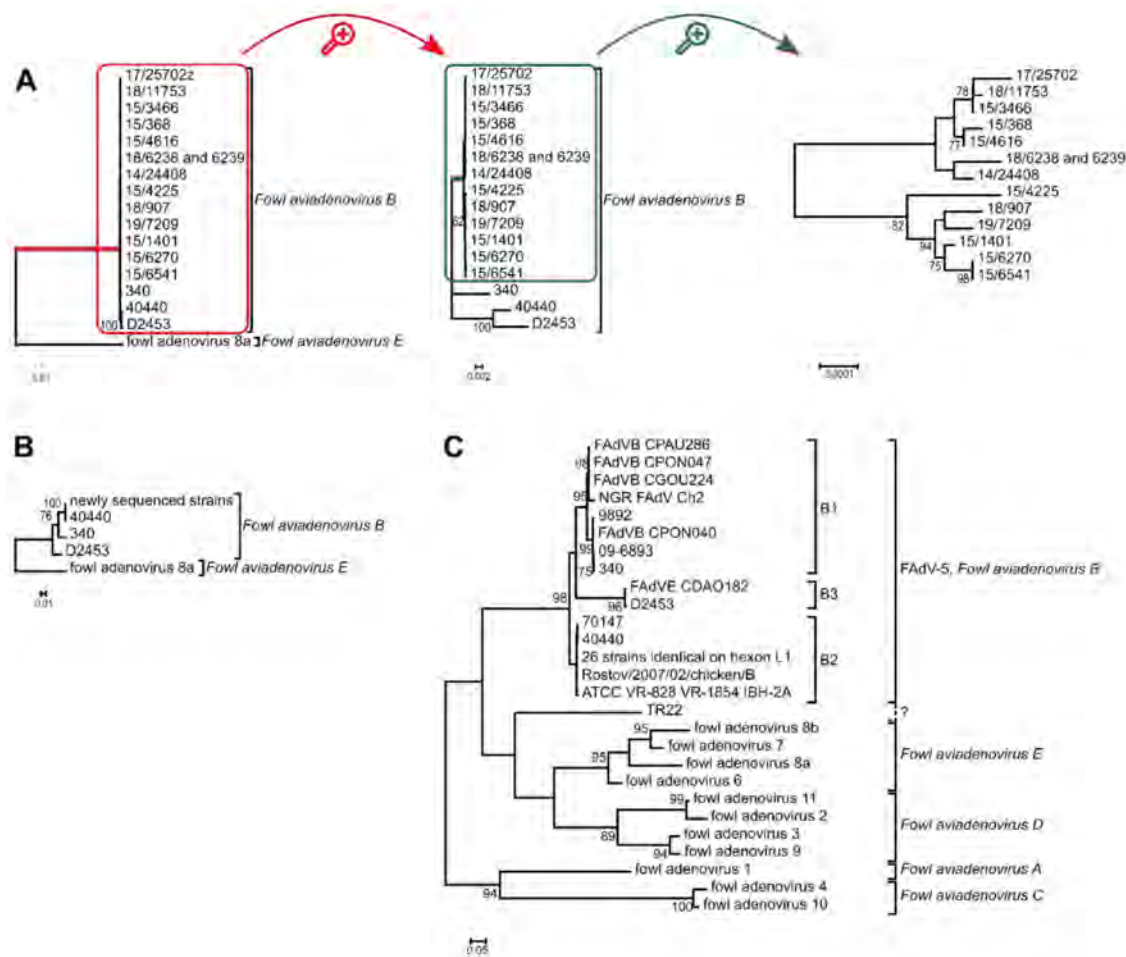 A
17/25702z
18/11753
15/3466
15/368
15/4616
18/6238 and 6239
14/24408
15/4225
18/907
19/7209
15/1401
15/6270
15/6541
340
40440
D2453
fowl adenovirus 8a
100
Fowl aviadenovirus B
Fowl aviadenovirus E
0.01
17/25702
18/11753
15/3466
15/368
15/4616
18/6238 and 6239
14/24408
15/4225
18/907
19/7209
15/1401
15/6270
15/6541
340
40440
D2453
62
100
Fowl aviadenovirus B
0.002
17/25702
18/11753
15/3466
15/368
15/4616
18/6238 and 6239
14/24408
15/4225
18/907
19/7209
15/1401
15/6270
15/6541
78
77
82
94
75
98
0.0001
B
newly sequenced strains
40440
340
D2453
fowl adenovirus 8a
100
76
Fowl aviadenovirus B
Fowl aviadenovirus E
0.01
C
FAdVB CPAU286
FAdVB CPON047
FAdVB CGOU224
NGR FAdV Ch2
9892
FAdVB CPON040
09-6893
340
FAdVE CDAO182
D2453
70147
40440
26 strains identical on hexon L1
Rostov/2007/02/chicken/B
ATCC VR-828 VR-1854 IBH-2A
TR22
fowl adenovirus 8b
fowl adenovirus 7
fowl adenovirus 8a
fowl adenovirus 6
fowl adenovirus 11
fowl adenovirus 2
fowl adenovirus 3
fowl adenovirus 9
fowl adenovirus 1
fowl adenovirus 4
fowl adenovirus 10
95
99
75
96
98
95
95
99
89
94
94
100
B1
B3
B2
FAdV-5, Fowl aviadenovirus B
?
Fowl aviadenovirus E
Fowl aviadenovirus D
Fowl aviadenovirus A
Fowl aviadenovirus C
0.05